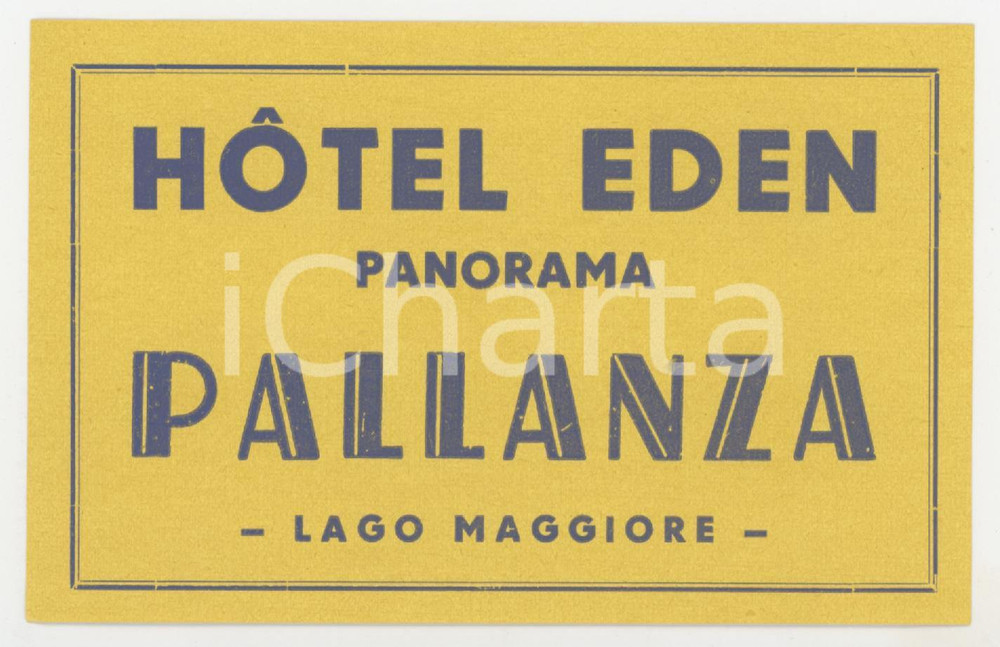 HÔTEL EDEN
PANORAMA
iCharta
PALLANZA
– LAGO MAGGIORE –